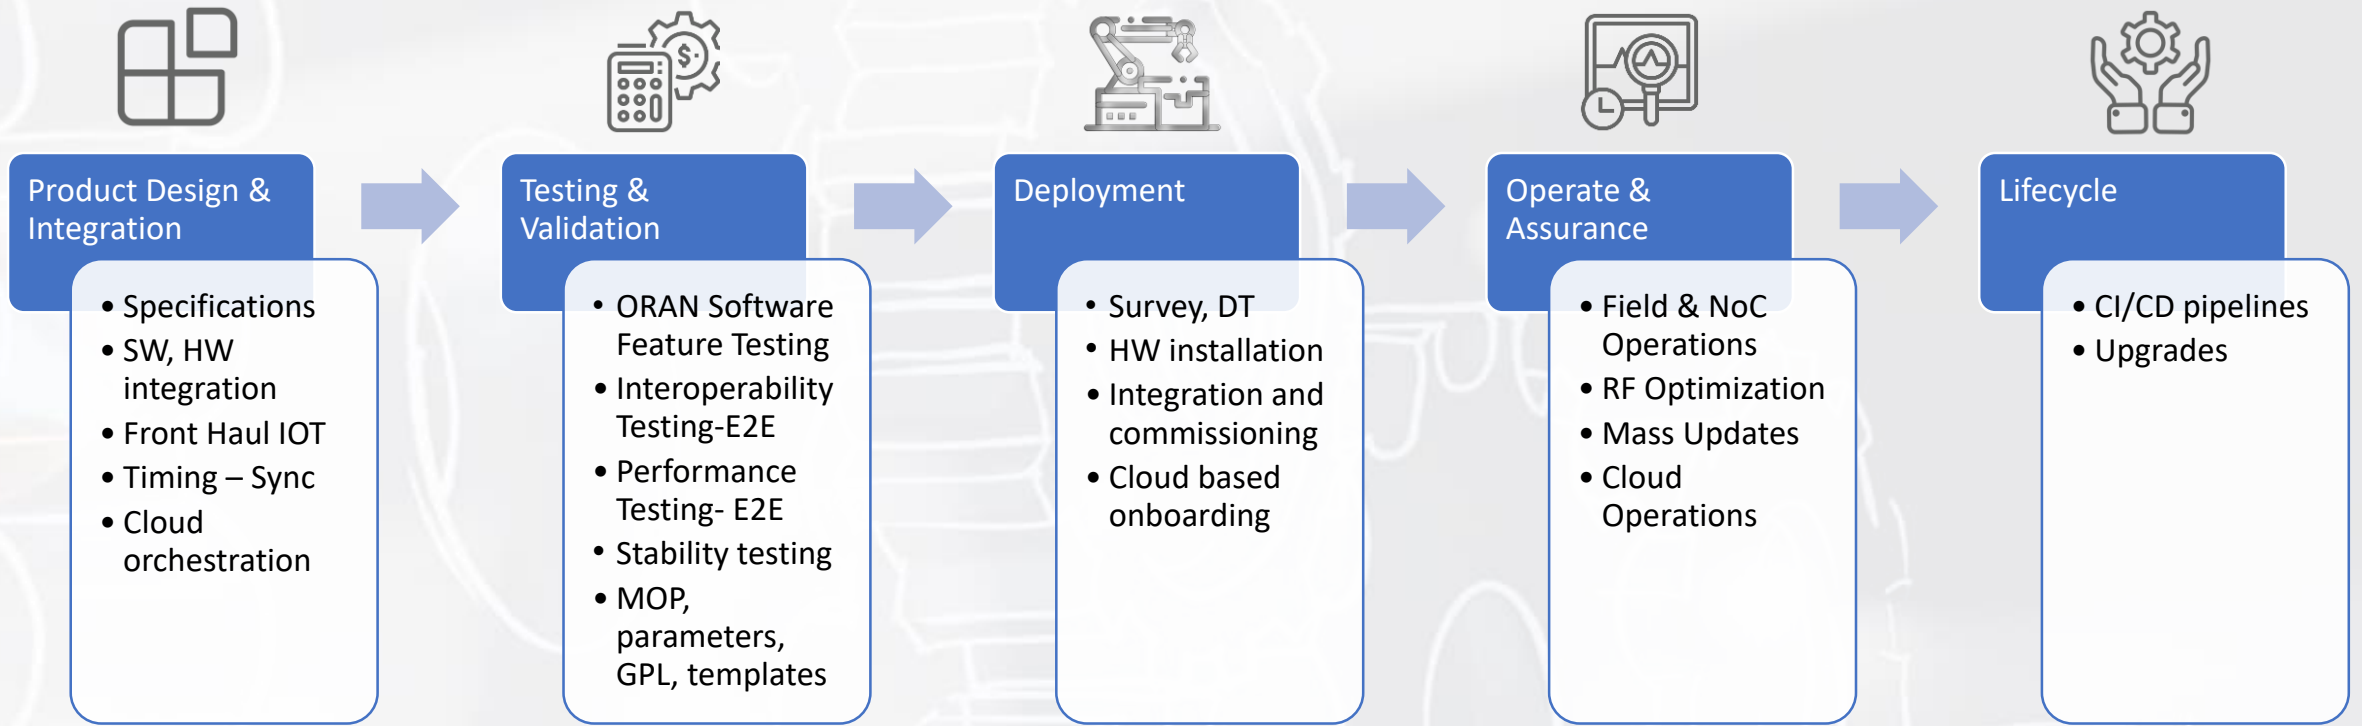 Product Design &
Integration
• Specifications
• SW, HW
integration
• Front Haul IOT
• Timing – Sync
• Cloud
orchestration
Testing &
Validation
• ORAN Software
Feature Testing
• Interoperability
Testing-E2E
• Performance
Testing- E2E
• Stability testing
• MOP,
parameters,
GPL, templates
Deployment
• Survey, DT
• HW installation
• Integration and
commissioning
• Cloud based
onboarding
Operate &
Assurance
• Field & NoC
Operations
• RF Optimization
• Mass Updates
• Cloud
Operations
Lifecycle
• CI/CD pipelines
• Upgrades